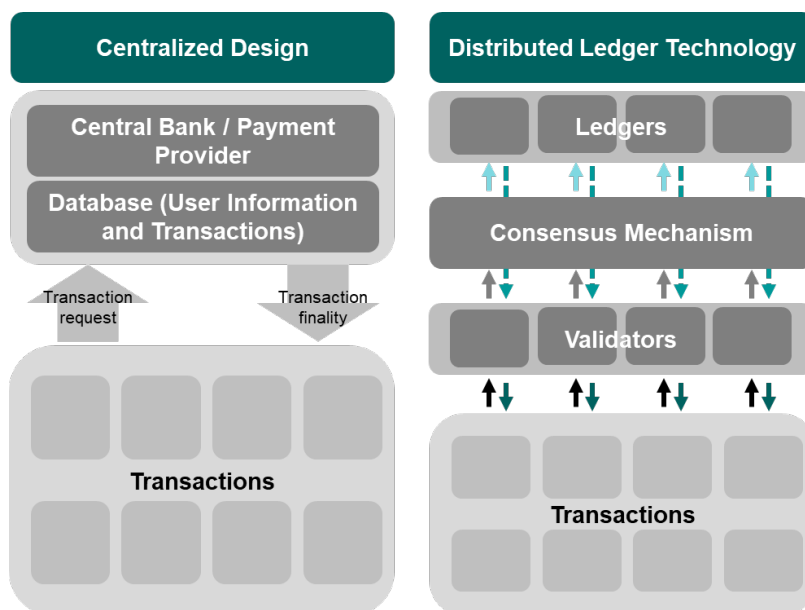 Centralized Design
Central Bank / Payment
Provider
Database (User Information
and Transactions)
Transaction
request
Transaction
finality
Transactions
Distributed Ledger Technology
Ledgers
Consensus Mechanism
Validators
Transactions